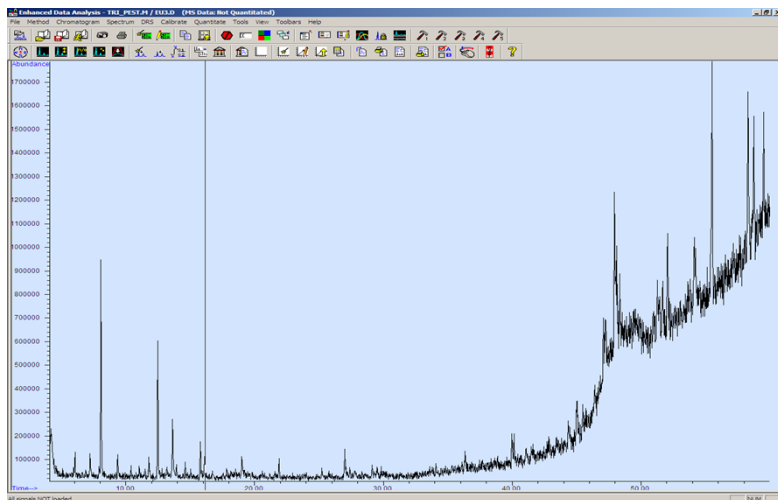 Enhanced Data Analysis - TRI_PEST.M / EU3.D (MS Data: Not Quantitated)
File Method Chromatogram Spectrum DRS Calibrate Quantitate Tools View Toolbars Help
Abundance
1700000
1600000
1500000
1400000
1300000
1200000
1100000
1000000
900000
800000
700000
600000
500000
400000
300000
200000
100000
Time-->
10.00 20.00 30.00 40.00 50.00
All signals NOT loaded
NUM